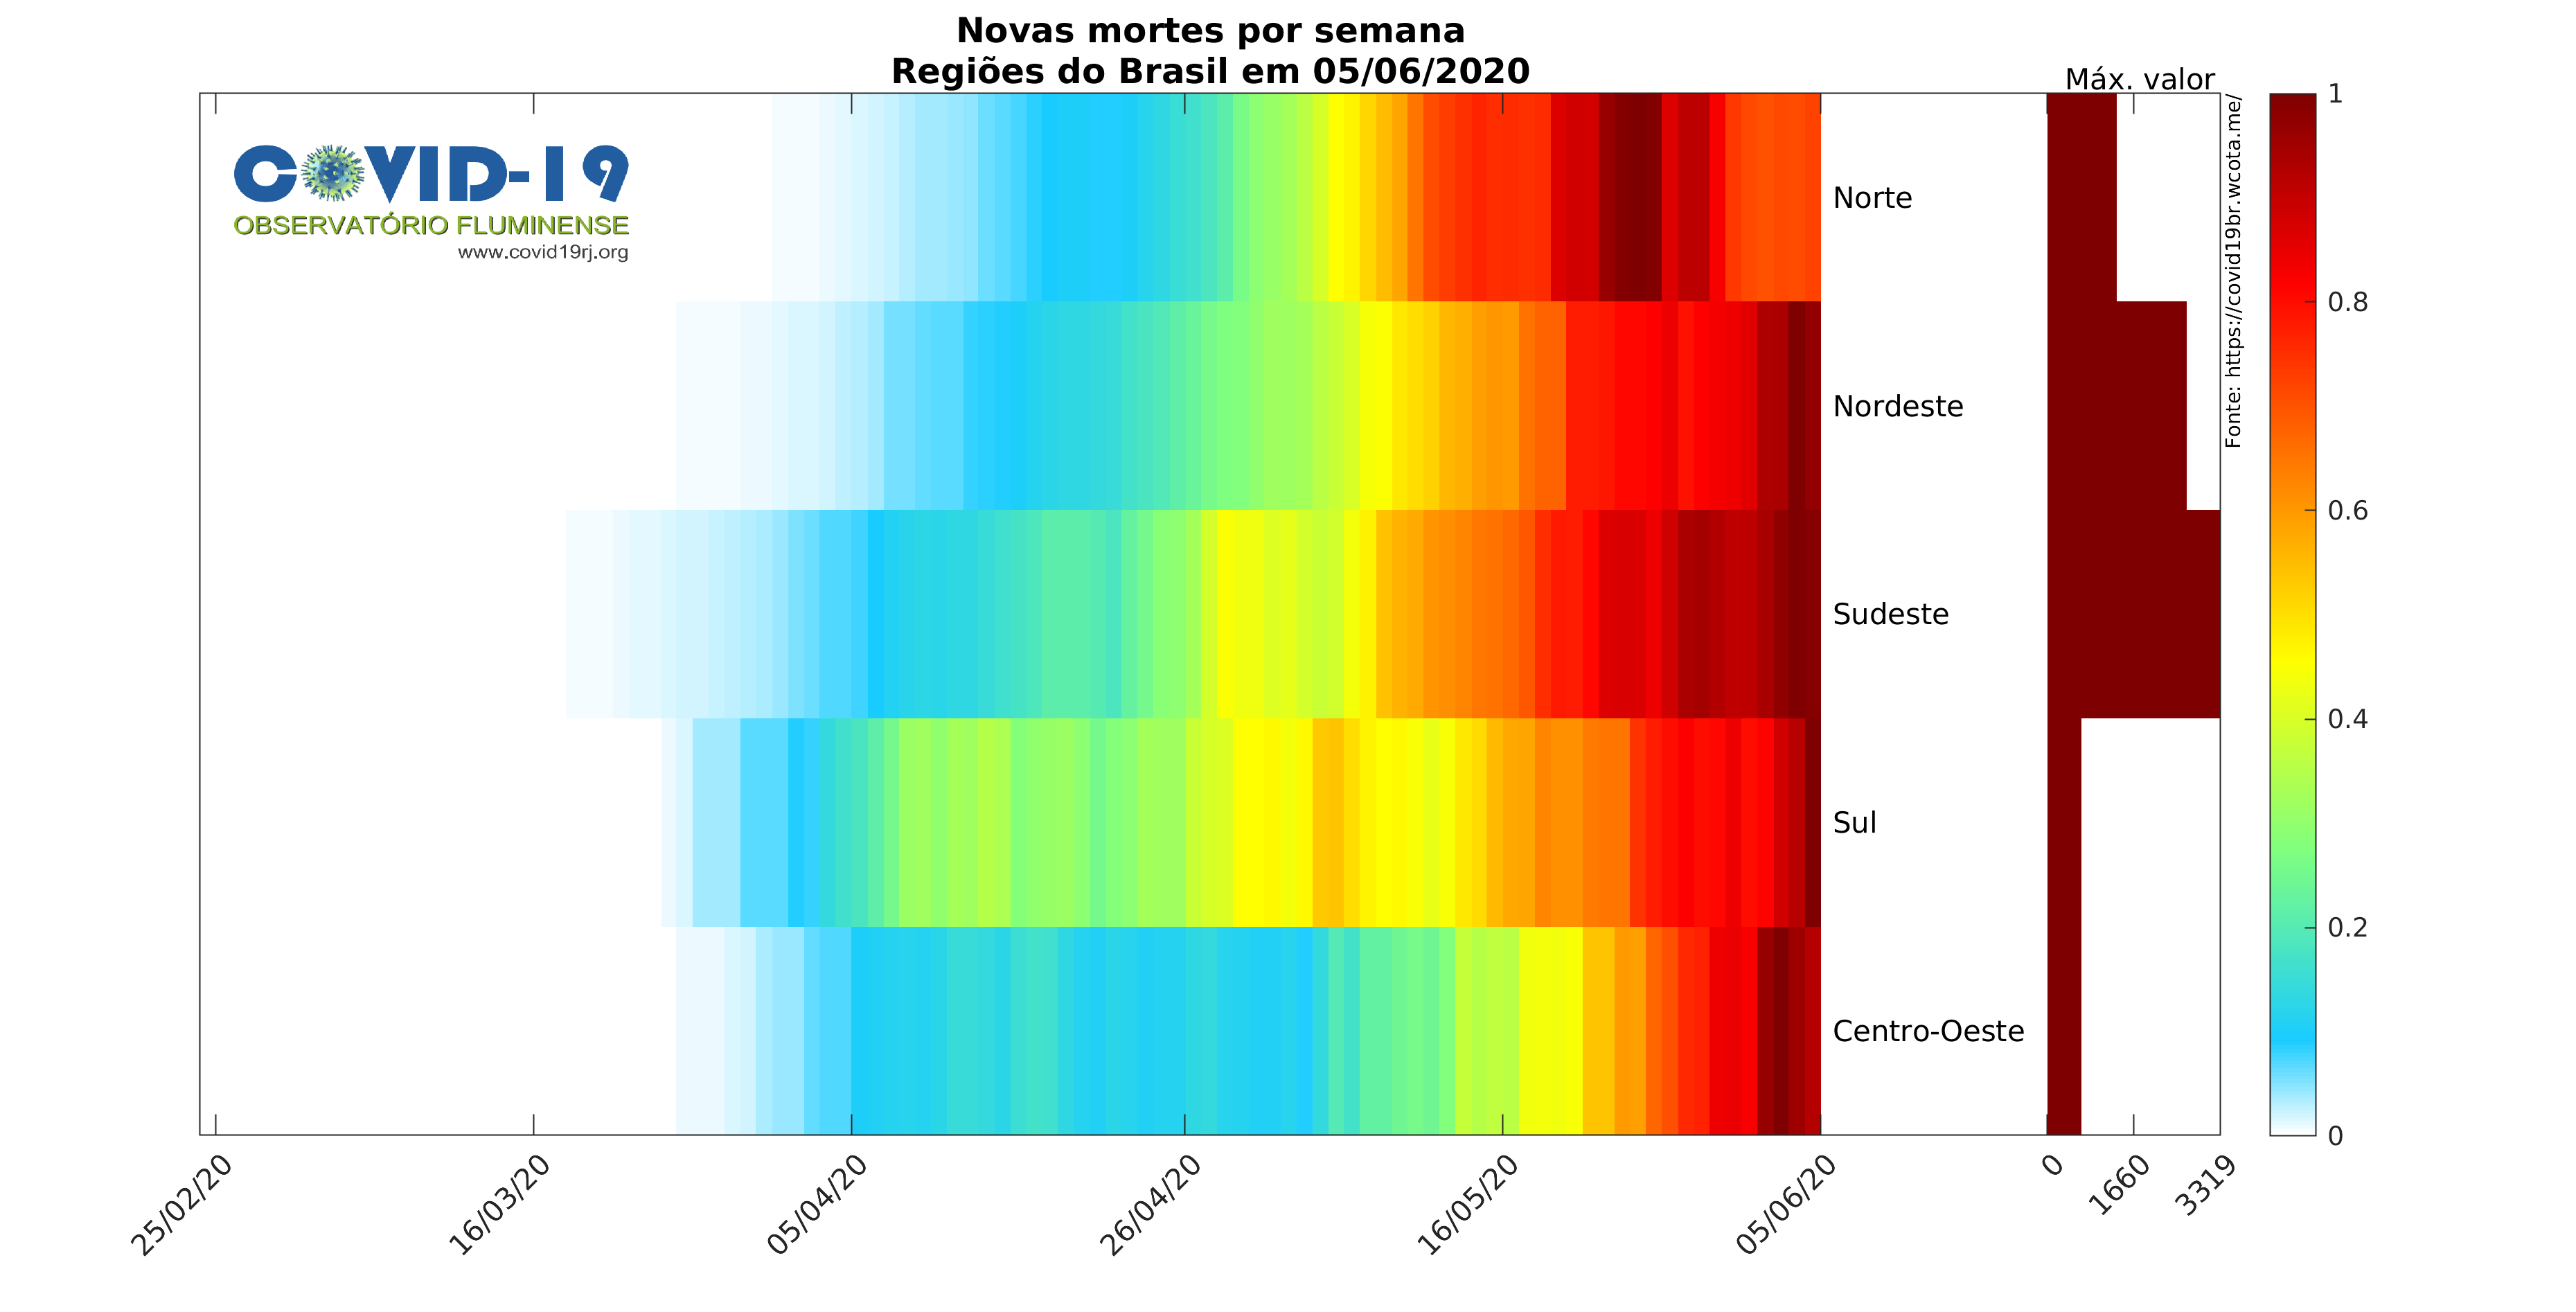 Novas mortes por semana
Regiões do Brasil em 05/06/2020
Máx. valor
COVID-19
OBSERVATÓRIO FLUMINENSE
www.covid19rj.org
Norte
Nordeste
Sudeste
Sul
Centro-Oeste
Fonte: https://covid19br.wcota.me/
1
0.8
0.6
0.4
0.2
0
25/02/20
16/03/20
05/04/20
26/04/20
16/05/20
05/06/20
0
1660
3319